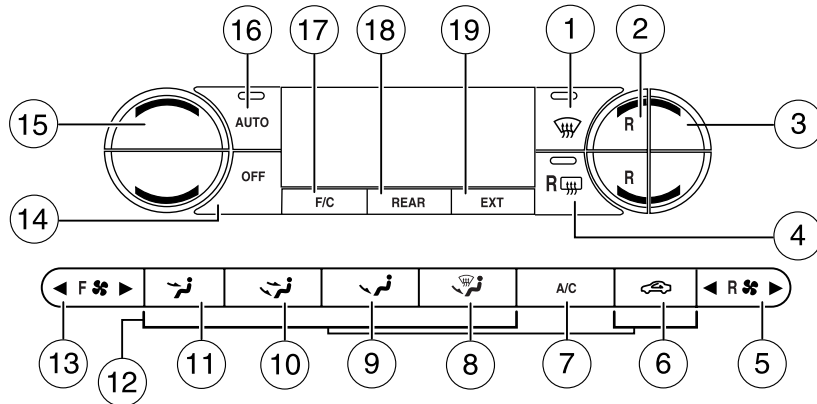 16 17 18 19 1 2
15 AUTO R 3
OFF R R
14 F/C REAR EXT 4
F A/C R
13 12 11 10 9 8 7 6 5